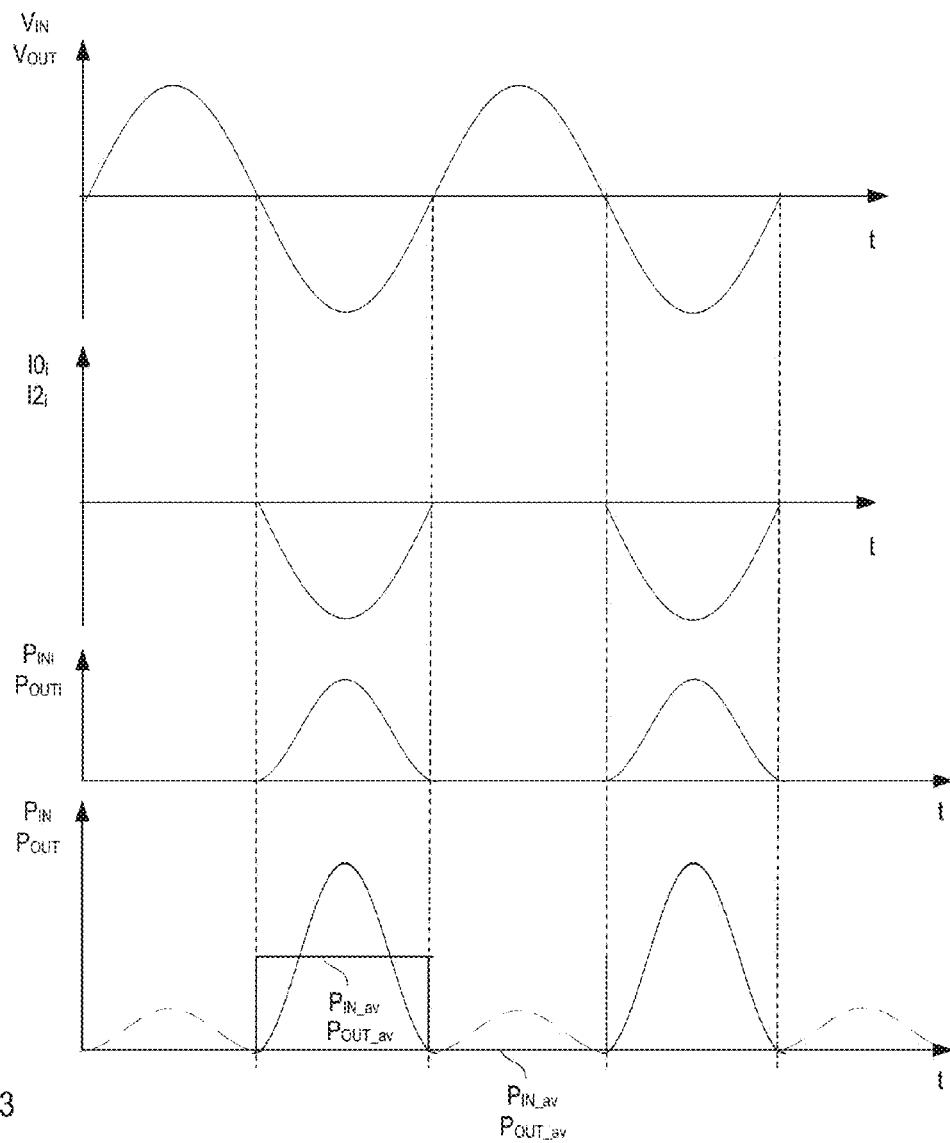 VIN
VOUT
t
I0i
I2i
t
PINi
POUTi
t
PIN
POUT
PIN_av
POUT_av
t
PIN_av
POUT_av
3